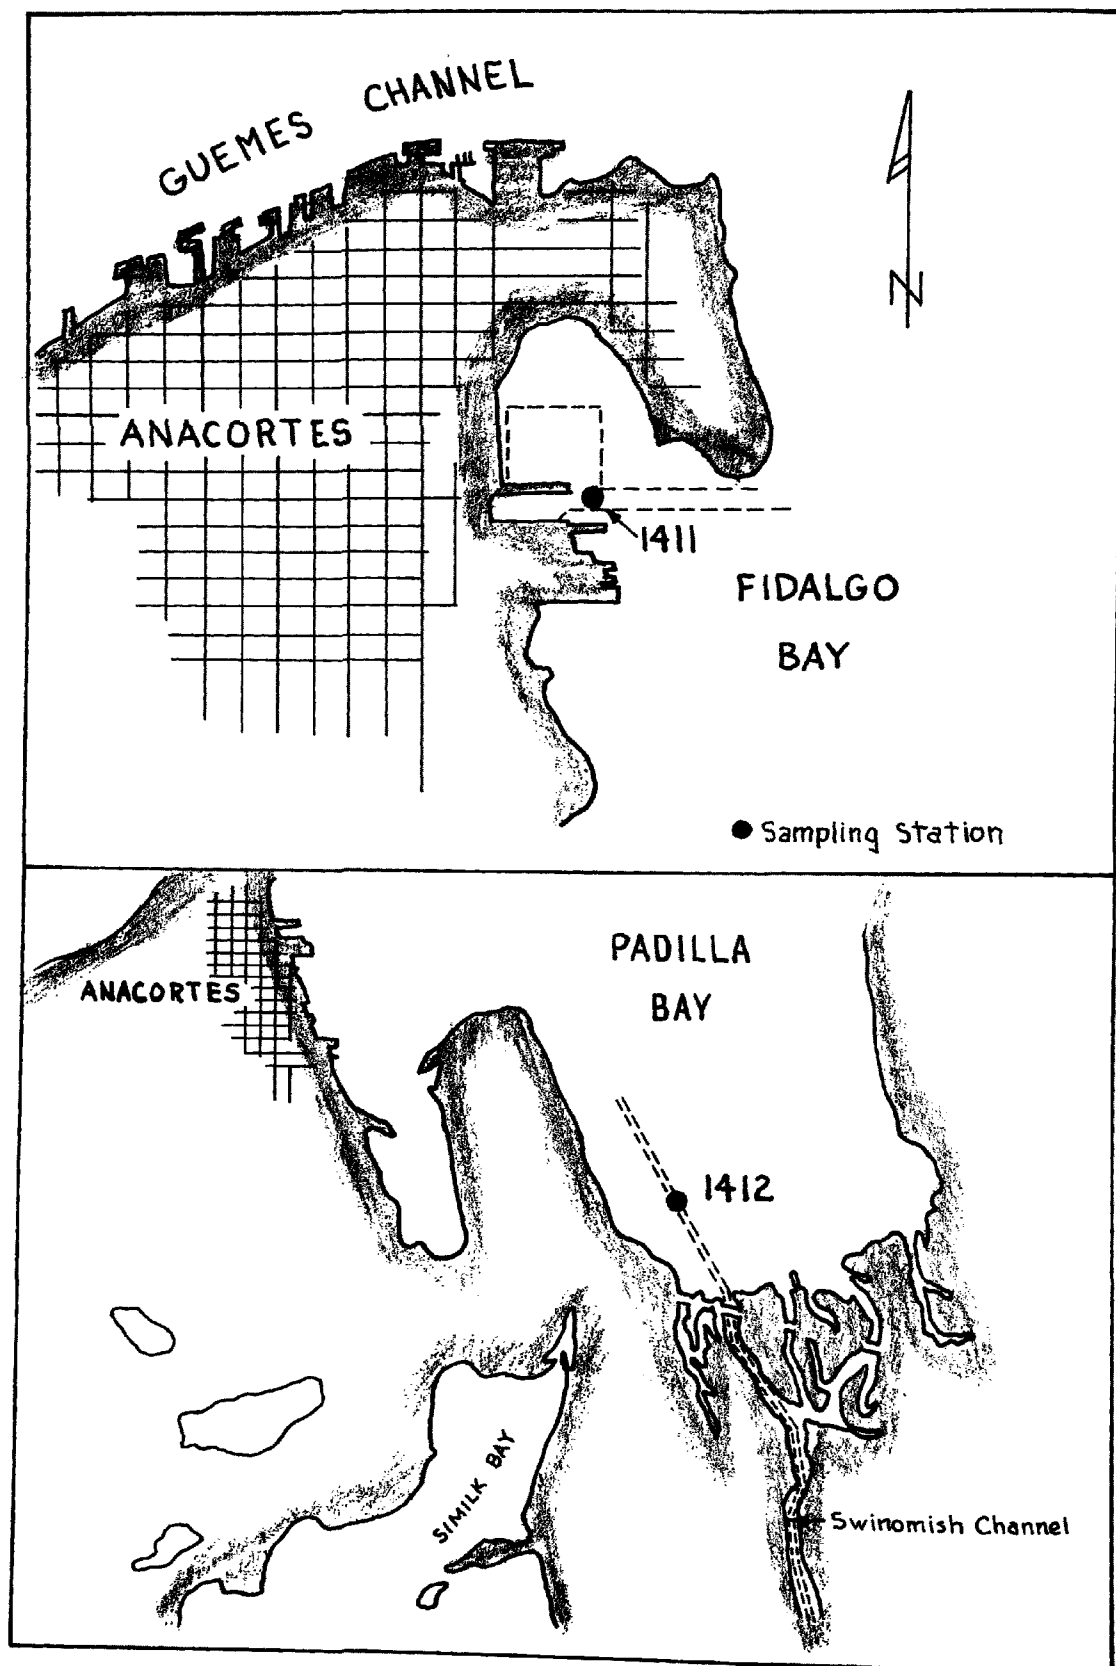 GUEMES CHANNEL
N
ANACORTES
1411
FIDALGO
BAY
Sampling Station
PADILLA
BAY
ANACORTES
1412
SIMILK BAY
Swinomish Channel